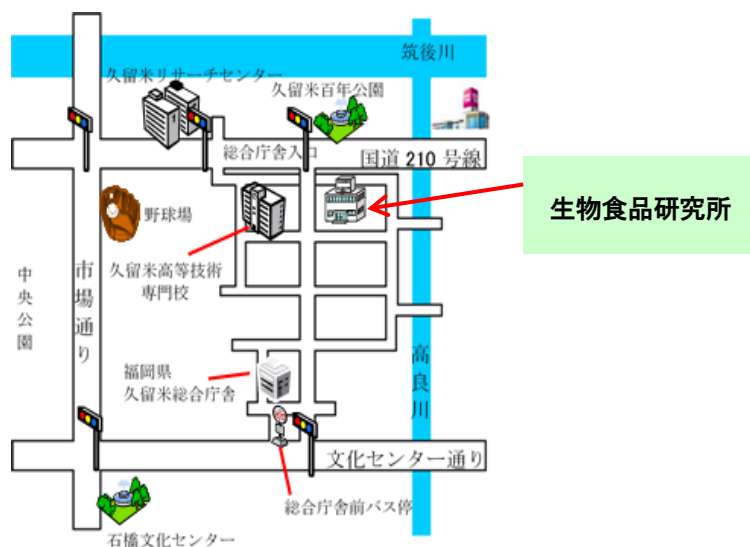 筑後川
久留米リサーチセンター
久留米百年公園
総合庁舎入口
国道 210 号線
生物食品研究所
野球場
久留米高等技術
専門校
中央公園
市場通り
福岡県
久留米総合庁舎
高良川
文化センター通り
総合庁舎前バス停
石橋文化センター